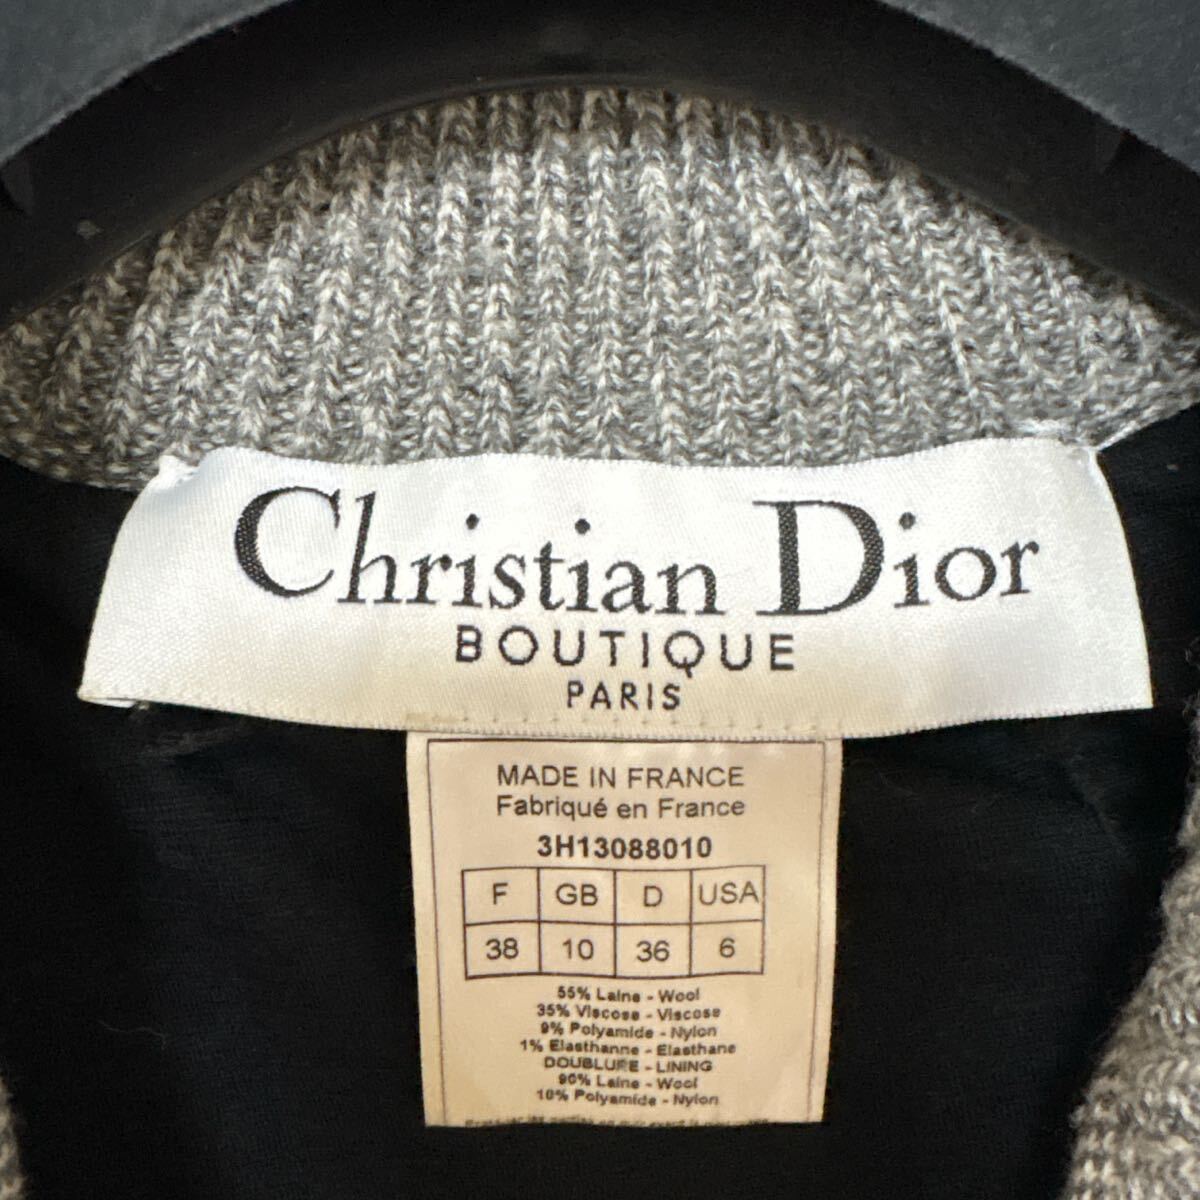 Christian Dior
BOUTIQUE
PARIS
MADE IN FRANCE
Fabriqué en France
3H13088010
F GB D USA
38 10 36 6
55% Laine - Wool
35% Viscose - Viscose
9% Polyamide - Nylon
1% Elasthanne - Elasthane
DOUBLURE - LINING
90% Laine - Wool
10% Polyamide - Nylon